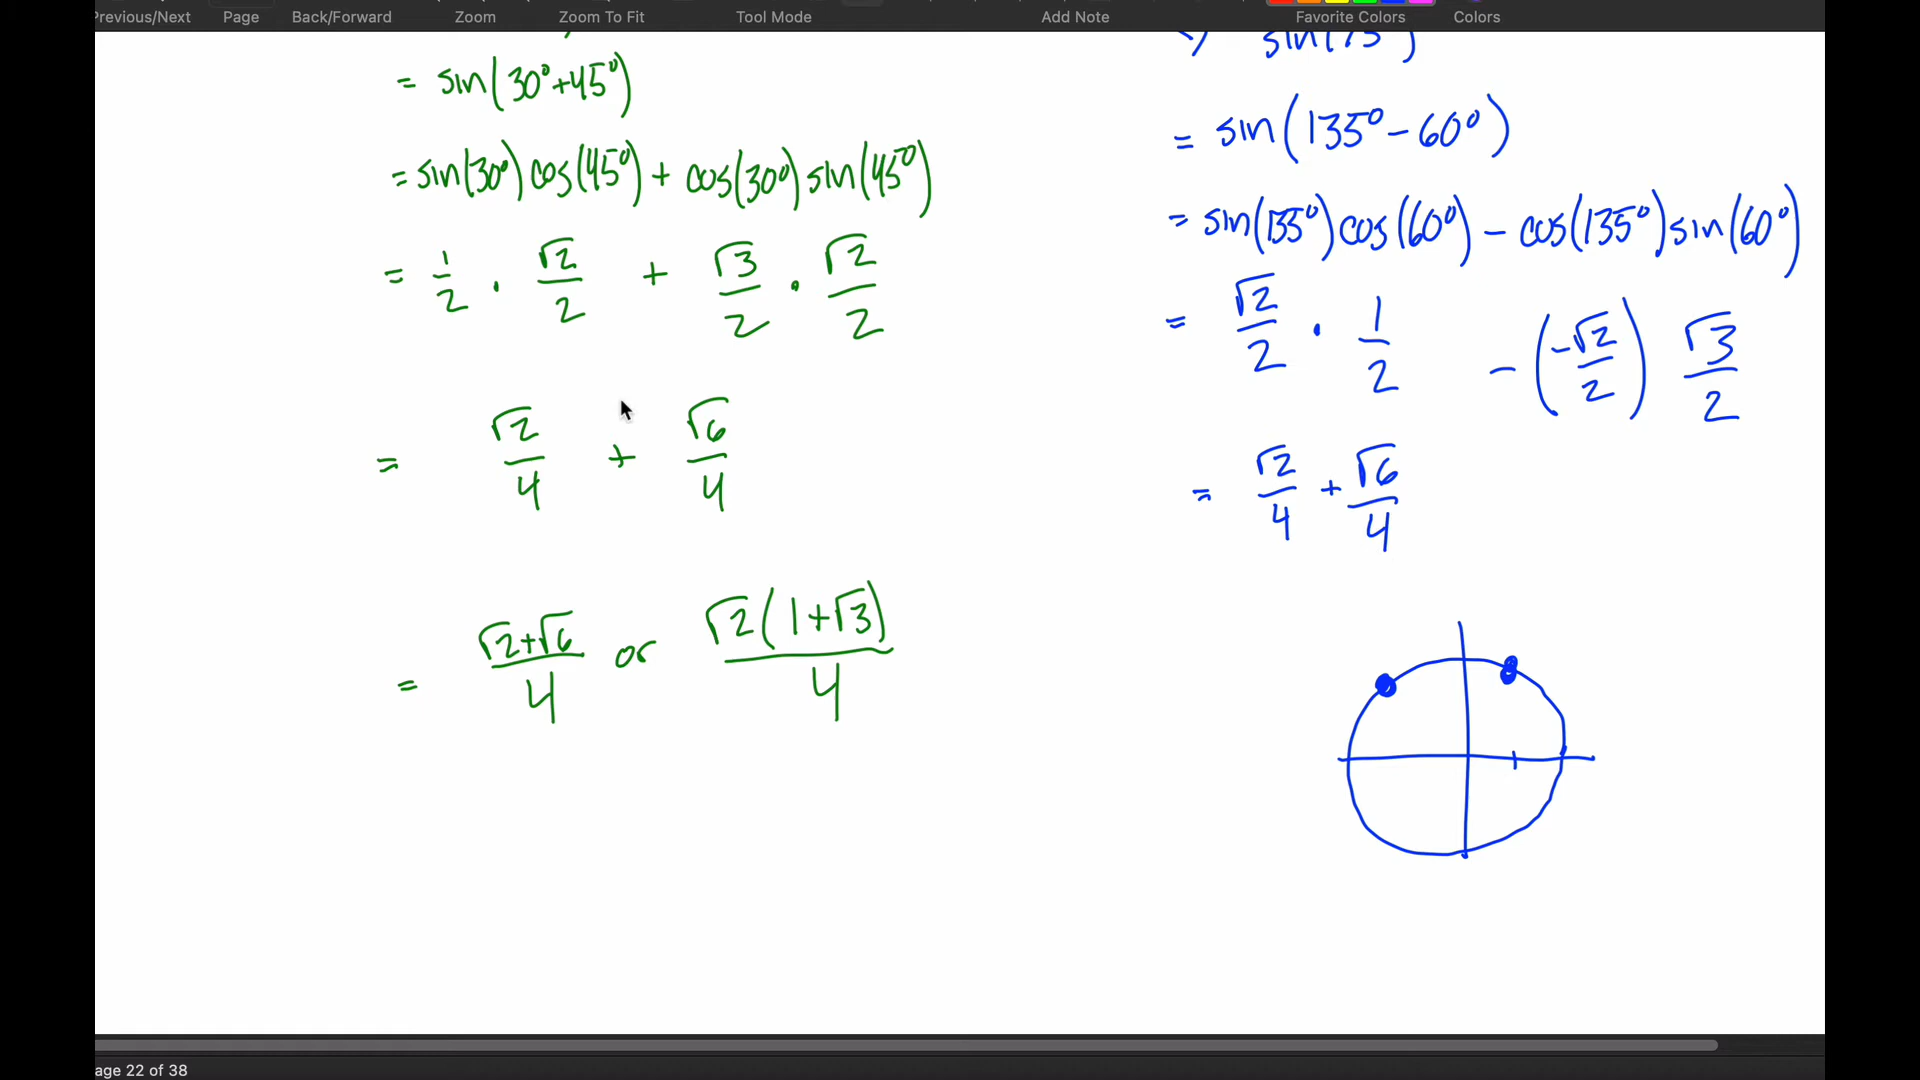 Previous/Next Page Back/Forward Zoom Zoom To Fit Tool Mode Add Note Favorite Colors Colors
= sin(30°+45°)
= sin(30°)cos(45°) + cos(30°)sin(45°)
= 1/2 · √2/2 + √3/2 · √2/2
= √2/4 + √6/4
= √2+√6/4 or √2(1+√3)/4
sin(75°)
= sin(135° - 60°)
= sin(135°)cos(60°) - cos(135°)sin(60°)
= √2/2 · 1/2 - (-√2/2) √3/2
= √2/4 + √6/4
age 22 of 38